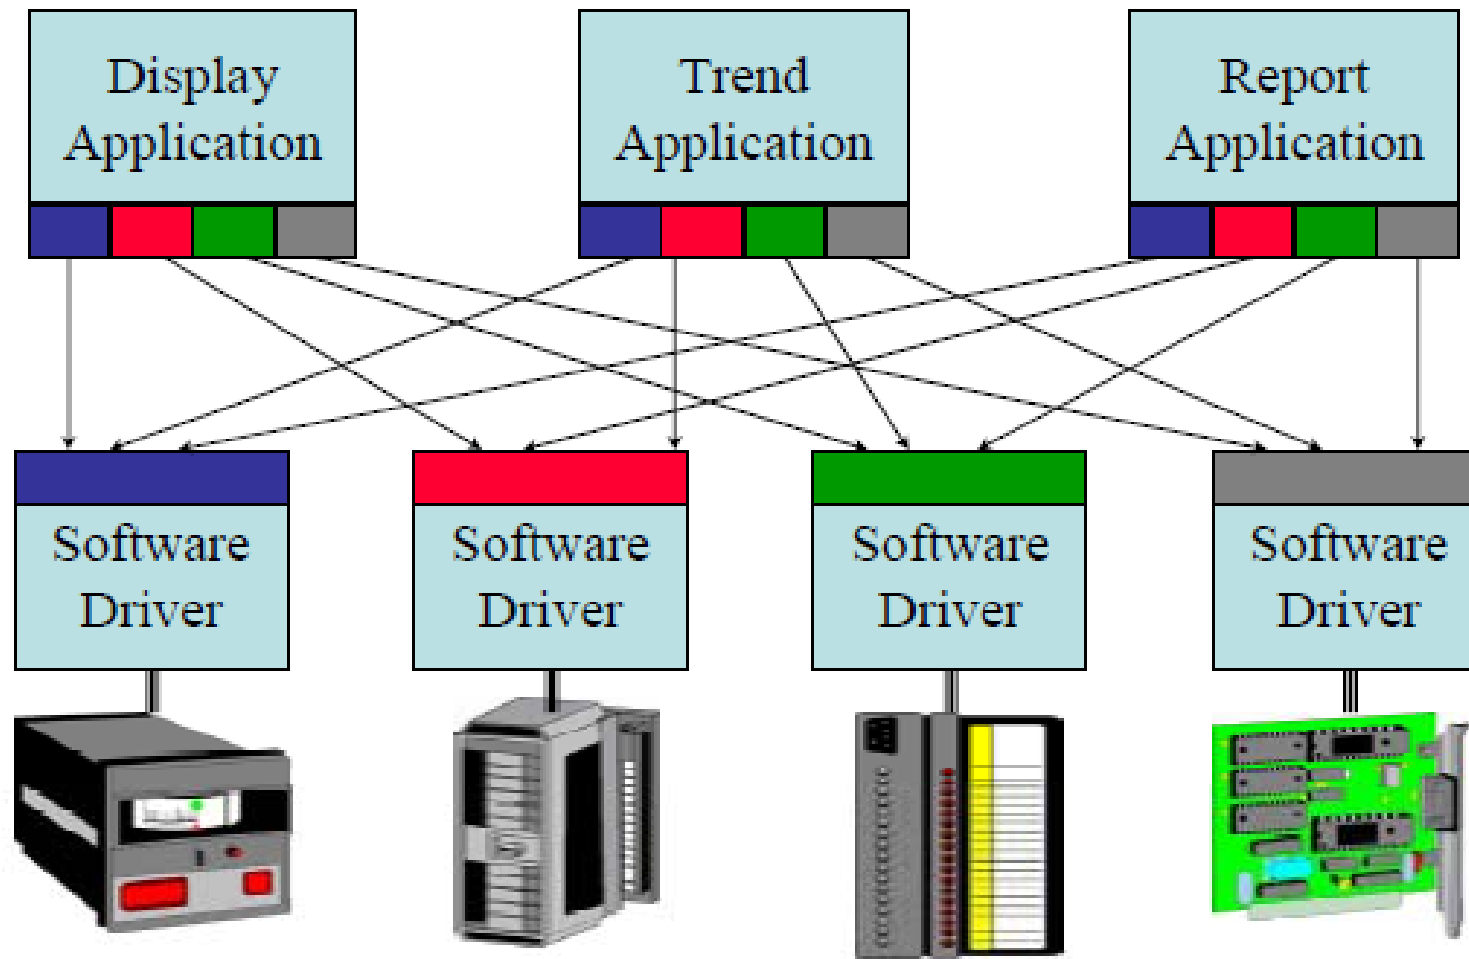 Display
Application
Trend
Application
Report
Application
Software
Driver
Software
Driver
Software
Driver
Software
Driver